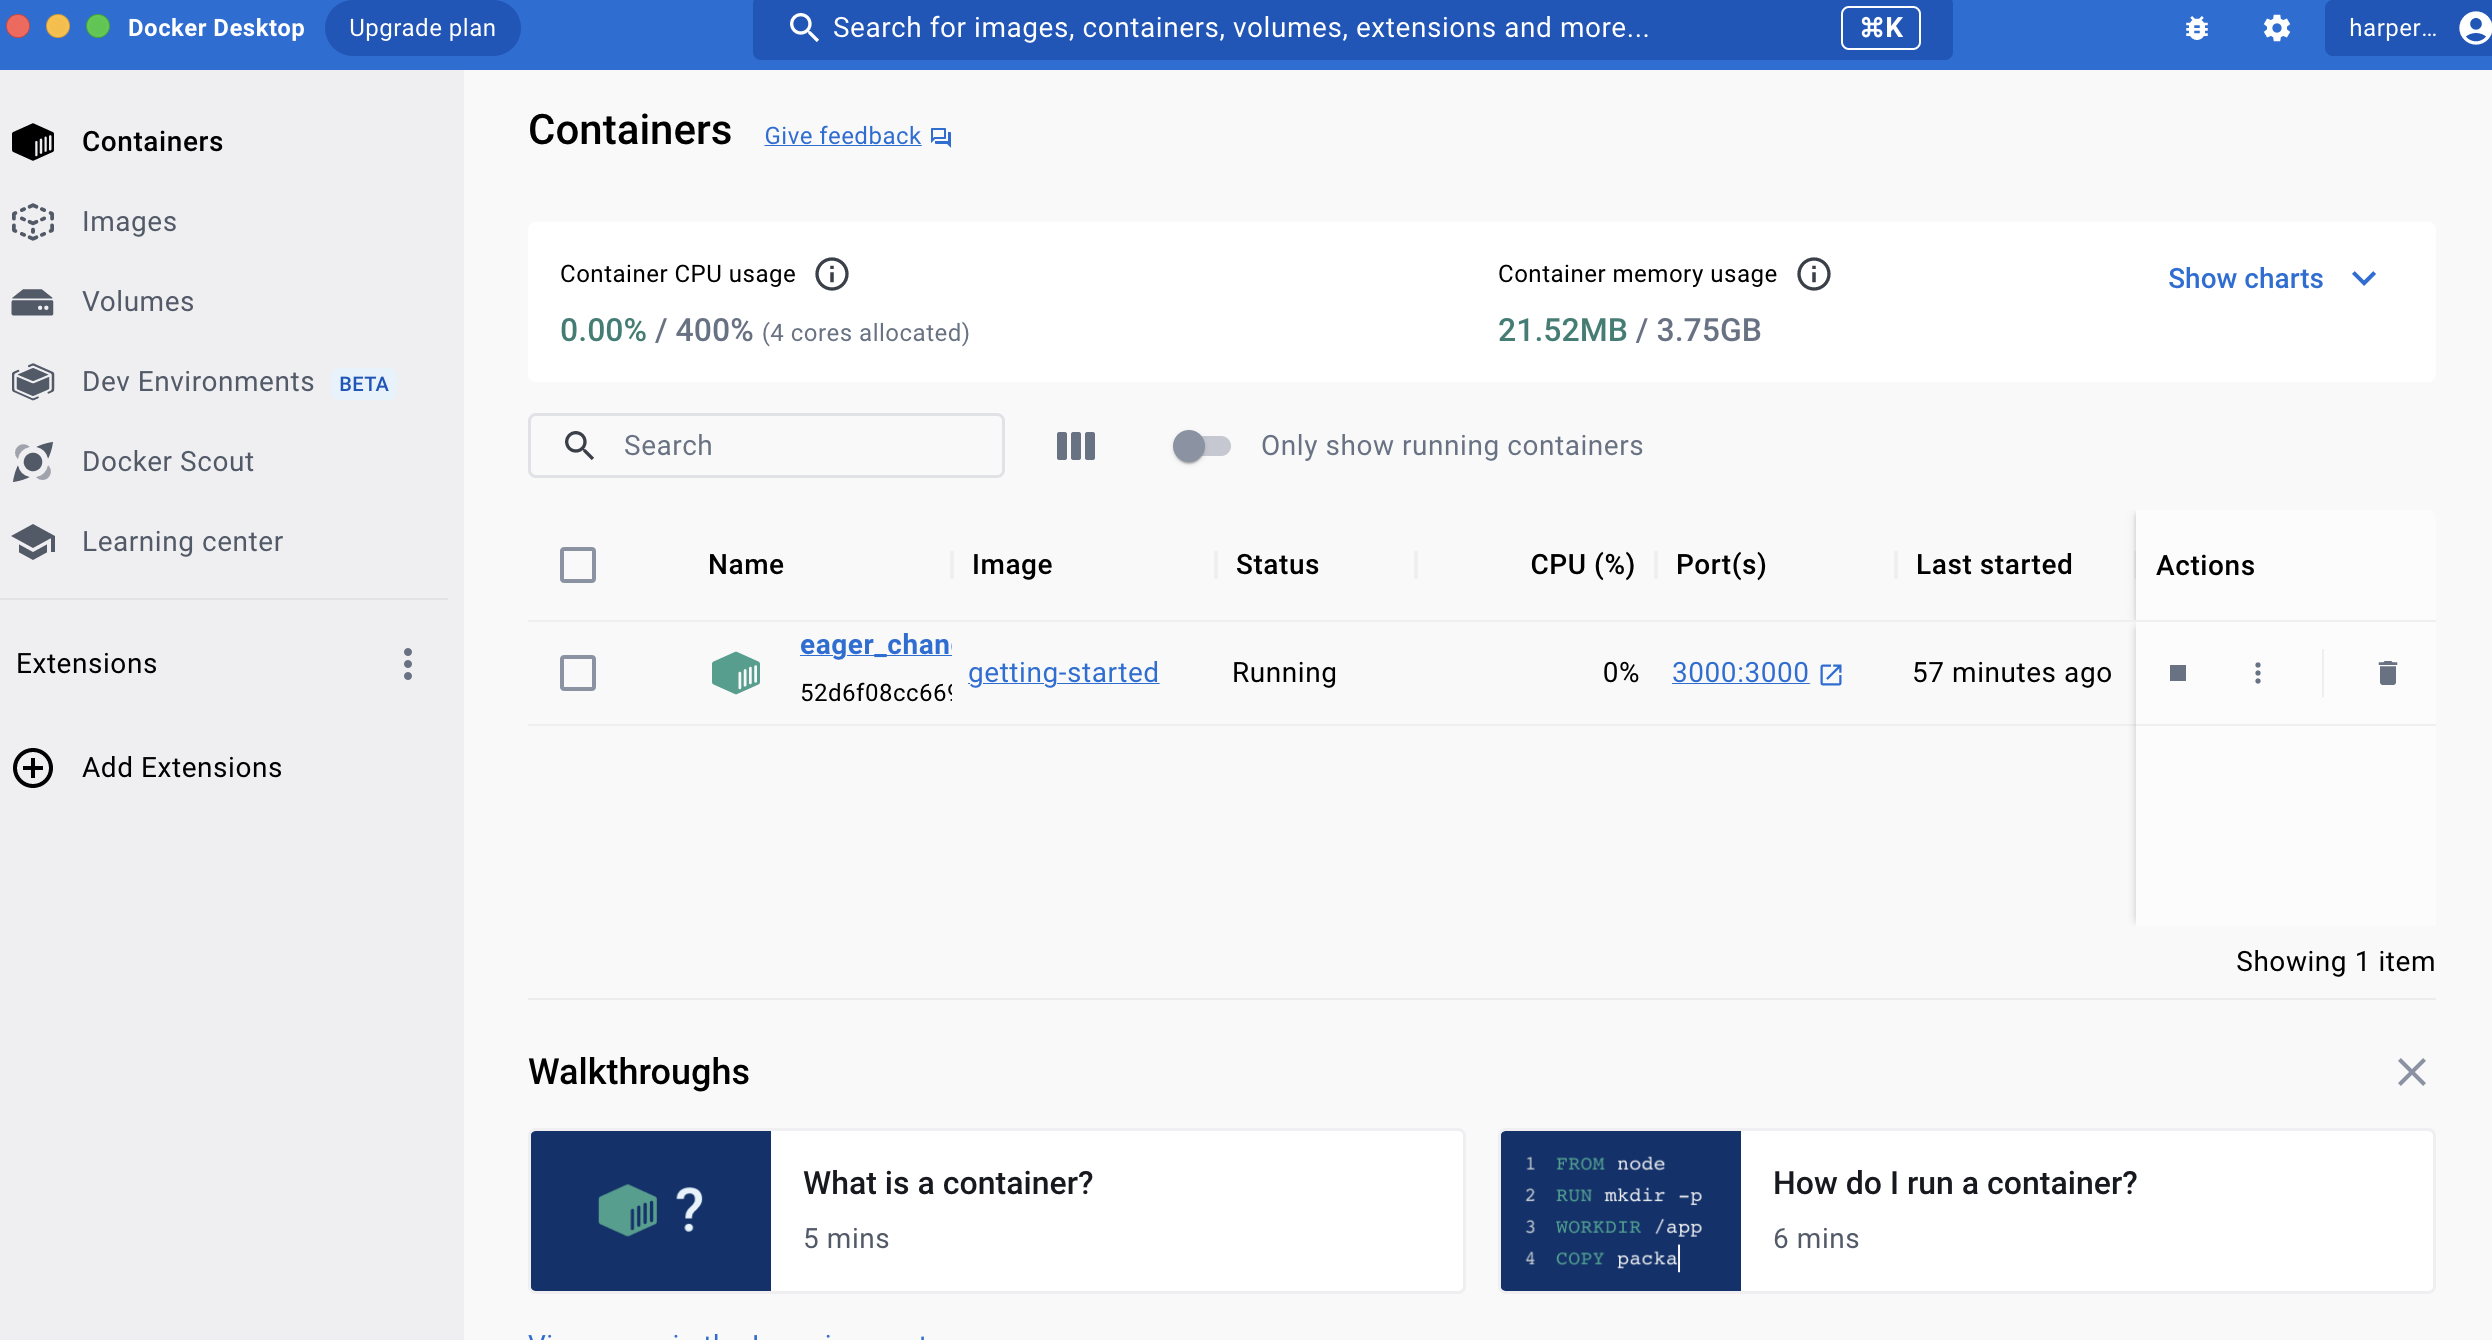 Docker Desktop
Upgrade plan
Search for images, containers, volumes, extensions and more...
⌘K
harper...
Containers
Images
Volumes
Dev Environments BETA
Docker Scout
Learning center
Extensions
Add Extensions
Containers
Give feedback
Container CPU usage
0.00% / 400% (4 cores allocated)
Container memory usage
21.52MB / 3.75GB
Show charts
Search
Only show running containers
Name Image Status CPU (%) Port(s) Last started Actions
eager_chan
52d6f08cc669
getting-started Running 0% 3000:3000 57 minutes ago
Showing 1 item
Walkthroughs
What is a container?
5 mins
?
1 FROM node
2 RUN mkdir -p
3 WORKDIR /app
4 COPY packa
How do I run a container?
6 mins